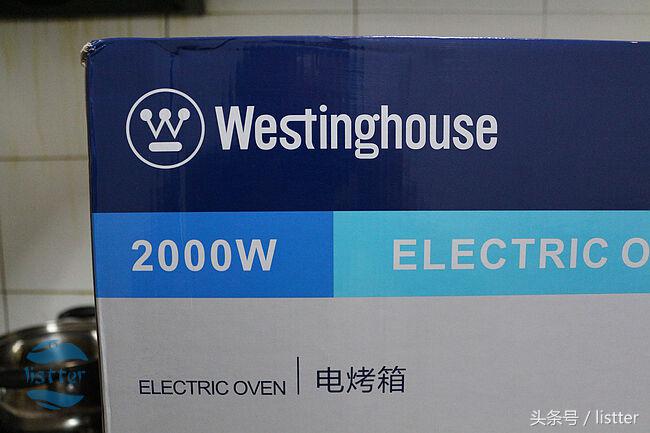 Westinghouse
2000W
ELECTRIC O
ELECTRIC OVEN | 电烤箱
listter
头条号 / listter